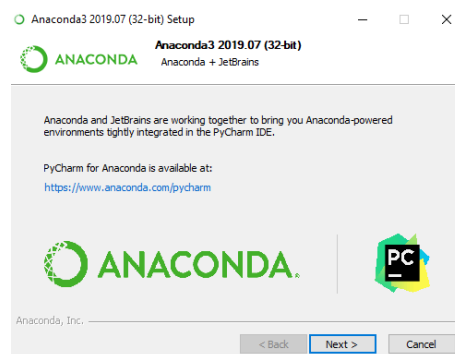 Anaconda3 2019.07 (32-bit) Setup
ANACONDA
Anaconda3 2019.07 (32-bit)
Anaconda + JetBrains
Anaconda and JetBrains are working together to bring you Anaconda-powered
environments tightly integrated in the PyCharm IDE.
PyCharm for Anaconda is available at:
https://www.anaconda.com/pycharm
ANACONDA.
PC
Anaconda, Inc.
< Back
Next >
Cancel